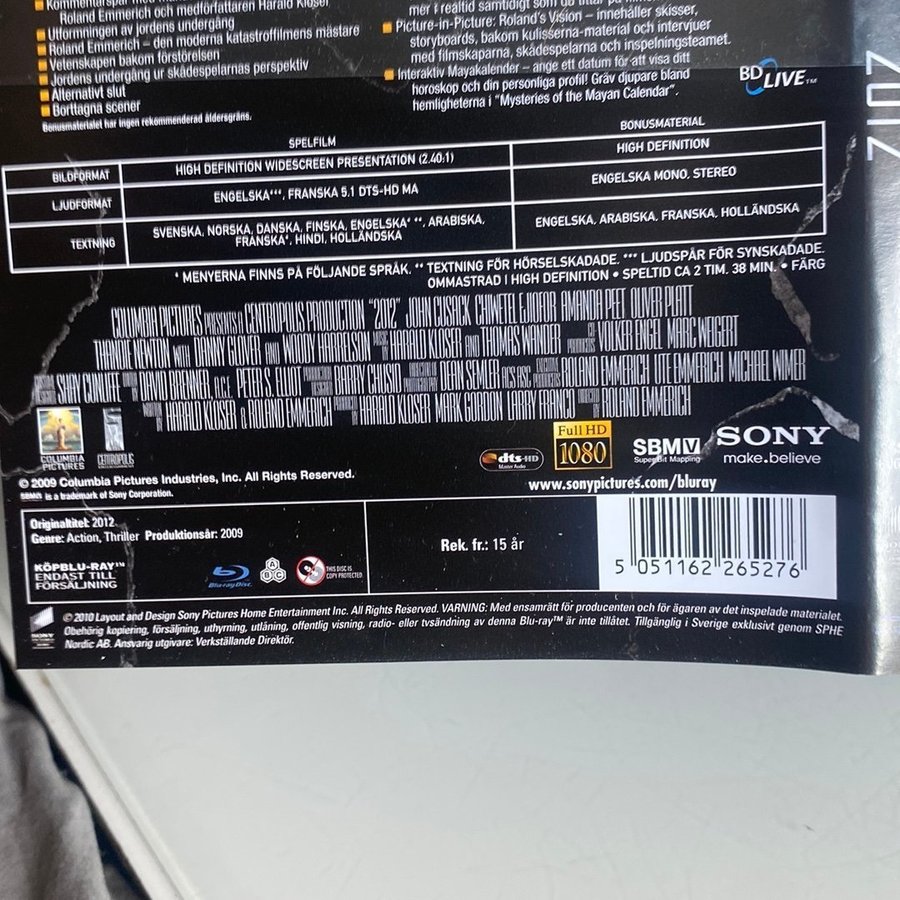 Kommentarspår med
Roland Emmerich och medförfattaren Harald Kloser
Utformningen av jordens undergång
Roland Emmerich – den moderna katastroffilmens mästare
Vetenskapen bakom förstörelsen
Jordens undergång ur skådespelarnas perspektiv
Alternativt slut
Borttagna scener
Bonusmaterialet har ingen rekommenderad åldersgräns.
mer i realtid samtidigt som du tittar på
Picture-in-Picture: Roland's Vision – innehåller skisser,
storyboards, bakom kulisserna-material och intervjuer
med filmskaparna, skådespelarna och inspelningsteamet.
Interaktiv Mayakalender – ange ett datum för att visa ditt
horoskop och din personliga profil! Gräv djupare bland
hemligheterna i "Mysteries of the Mayan Calendar".
BD LIVE™
2012
SPELFILM BONUSMATERIAL
BILDFORMAT HIGH DEFINITION WIDESCREEN PRESENTATION (2.40:1) HIGH DEFINITION
LJUDFORMAT ENGELSKA***, FRANSKA 5.1 DTS-HD MA ENGELSKA MONO, STEREO
TEXTNING SVENSKA, NORSKA, DANSKA, FINSKA, ENGELSKA* **, ARABISKA,
FRANSKA*, HINDI, HOLLÄNDSKA
ENGELSKA, ARABISKA, FRANSKA, HOLLÄNDSKA
* MENYERNA FINNS PÅ FÖLJANDE SPRÅK. ** TEXTNING FÖR HÖRSELSKADADE. *** LJUDSPÅR FÖR SYNSKADADE.
OMMASTRAD I HIGH DEFINITION • SPELTID CA 2 TIM. 38 MIN. • FÄRG
COLUMBIA PICTURES PRESENTS A CENTROPOLIS PRODUCTION "2012" JOHN CUSACK CHIWETEL EJIOFOR AMANDA PEET OLIVER PLATT
THANDIE NEWTON WITH DANNY GLOVER AND WOODY HARRELSON MUSIC BY HARALD KLOSER AND THOMAS WANDER CO PRODUCERS VOLKER ENGEL MARC WEIGERT
SHAY CUNLIFFE DAVID BRENNER, A.C.E. PETER S. ELLIOT BARRY CHUSID DEAN SEMLER ACS ASC EXECUTIVE PRODUCERS ROLAND EMMERICH UTE EMMERICH MICHAEL WIMER
WRITTEN BY HARALD KLOSER & ROLAND EMMERICH PRODUCED BY HARALD KLOSER MARK GORDON LARRY FRANCO DIRECTED BY ROLAND EMMERICH
COLUMBIA
PICTURES
CENTROPOLIS
dts-HD
Master Audio
Full HD
1080
SBMV
Super Bit Mapping
SONY
make.believe
© 2009 Columbia Pictures Industries, Inc. All Rights Reserved.
SBMV is a trademark of Sony Corporation.
www.sonypictures.com/bluray
Originaltitel: 2012
Genre: Action, Thriller Produktionsår: 2009
KÖPBLU-RAY™
ENDAST TILL
FÖRSÄLJNING
Blu-ray Disc
A B C
THIS DISC IS
COPY PROTECTED
Rek. fr.: 15 år
5 051162 265276
© 2010 Layout and Design Sony Pictures Home Entertainment Inc. All Rights Reserved. VARNING: Med ensamrätt för producenten och för ägaren av det inspelade materialet.
Obehörig kopiering, försäljning, uthyrning, utlåning, offentlig visning, radio- eller tvsändning av denna Blu-ray™ är inte tillåtet. Tillgänglig i Sverige exklusivt genom SPHE
Nordic AB. Ansvarig utgivare: Verkställande Direktör.
SONY